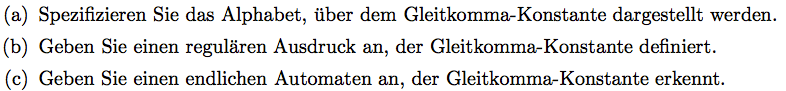 (a) Spezifizieren Sie das Alphabet, über dem Gleitkomma-Konstante dargestellt werden.
(b) Geben Sie einen regulären Ausdruck an, der Gleitkomma-Konstante definiert.
(c) Geben Sie einen endlichen Automaten an, der Gleitkomma-Konstante erkennt.